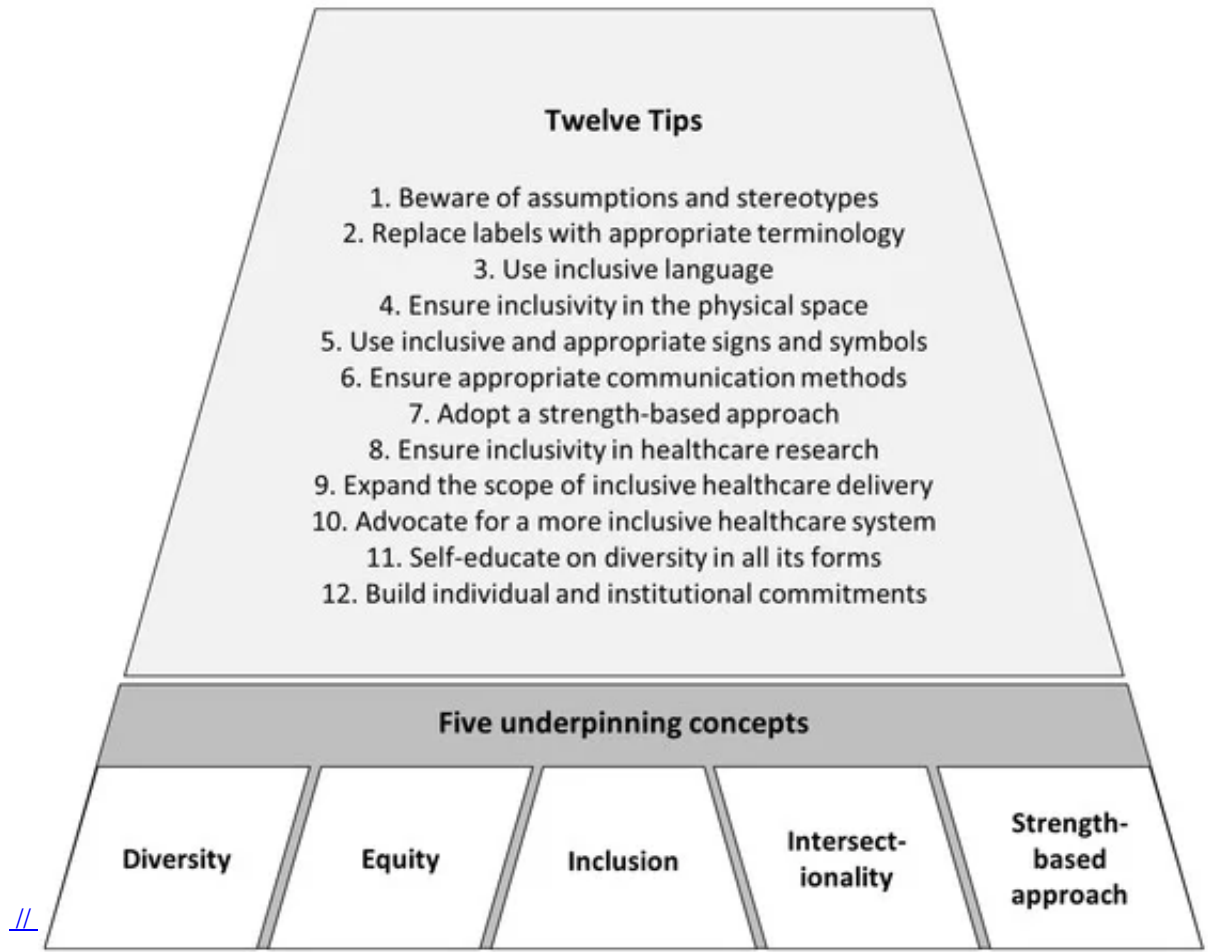 Twelve Tips
1. Beware of assumptions and stereotypes
2. Replace labels with appropriate terminology
3. Use inclusive language
4. Ensure inclusivity in the physical space
5. Use inclusive and appropriate signs and symbols
6. Ensure appropriate communication methods
7. Adopt a strength-based approach
8. Ensure inclusivity in healthcare research
9. Expand the scope of inclusive healthcare delivery
10. Advocate for a more inclusive healthcare system
11. Self-educate on diversity in all its forms
12. Build individual and institutional commitments
Five underpinning concepts
Diversity
Equity
Inclusion
Intersect-
ionality
Strength-
based
approach
//